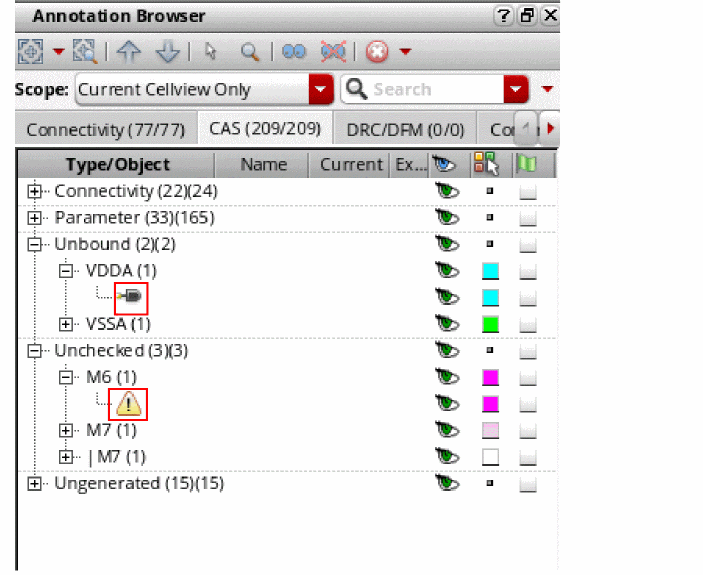 Annotation Browser
Scope: Current Cellview Only Search
Connectivity (77/77) CAS (209/209) DRC/DFM (0/0)
Type/Object Name Current Ex...
Connectivity (22)(24)
Parameter (33)(165)
Unbound (2)(2)
VDDA (1)
VSSA (1)
Unchecked (3)(3)
M6 (1)
M7 (1)
|M7 (1)
Ungenerated (15)(15)